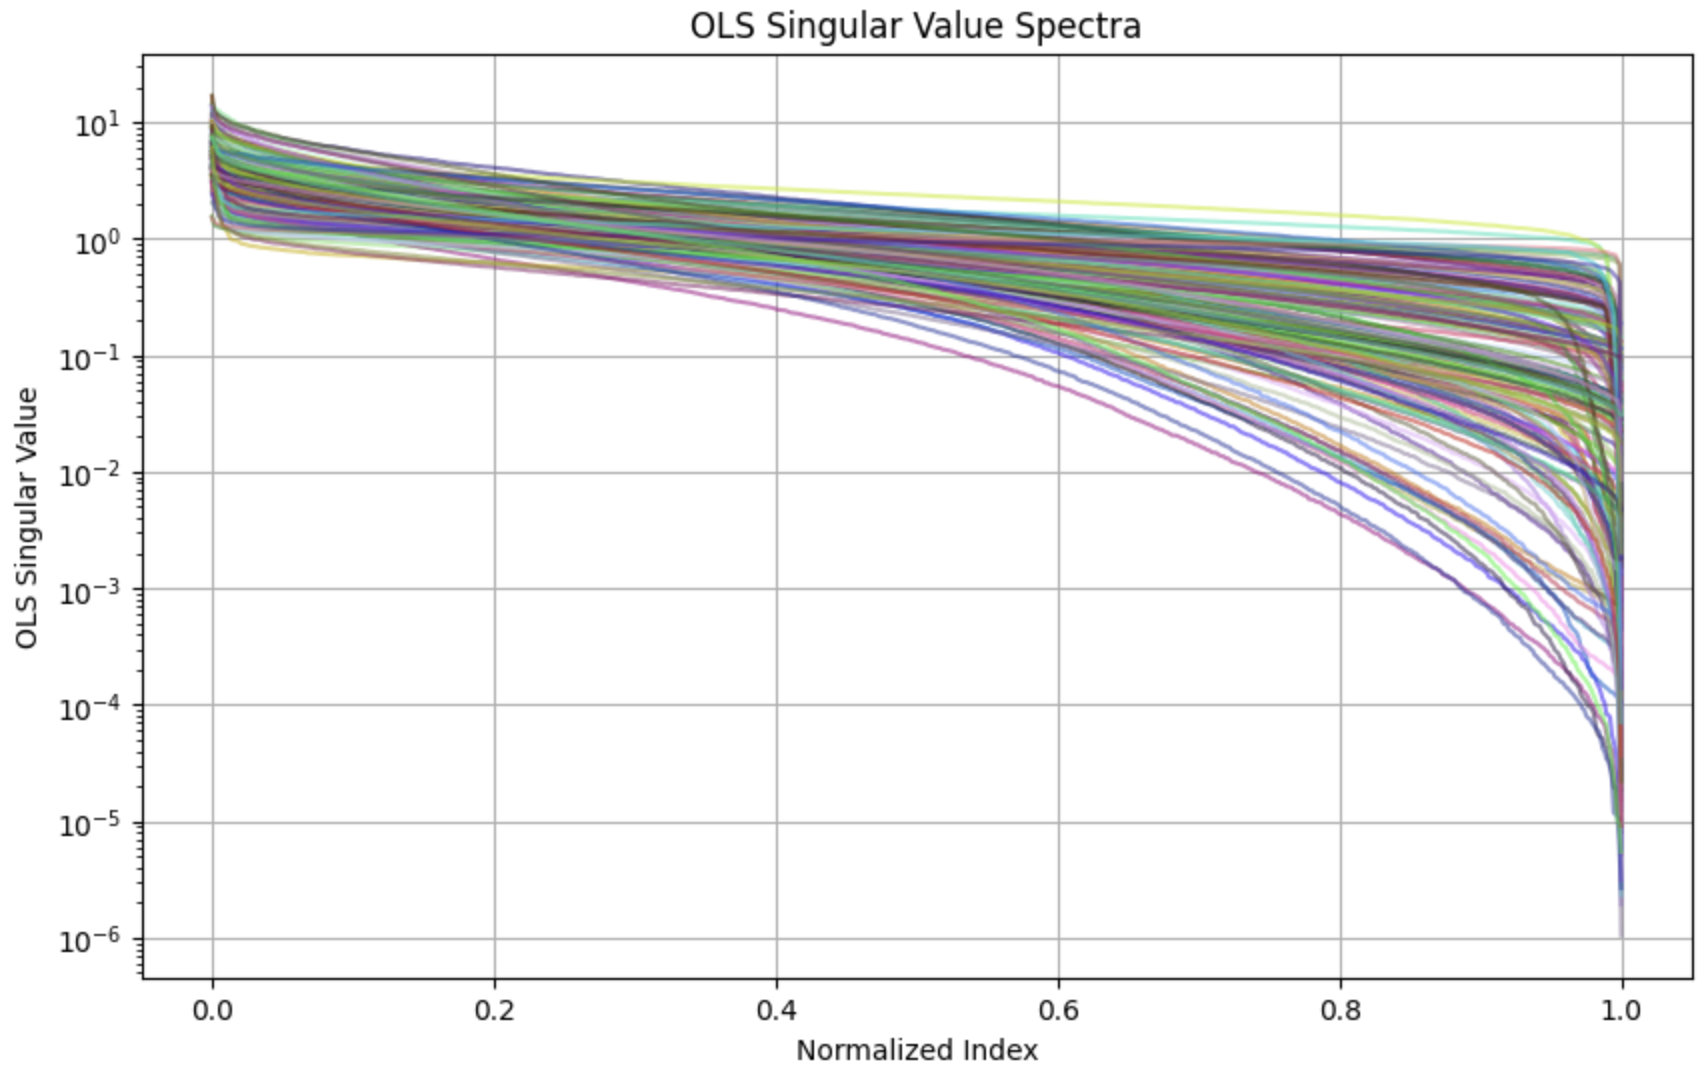 OLS Singular Value Spectra
OLS Singular Value
10¹
10⁰
10⁻¹
10⁻²
10⁻³
10⁻⁴
10⁻⁵
10⁻⁶
0.0 0.2 0.4 0.6 0.8 1.0
Normalized Index